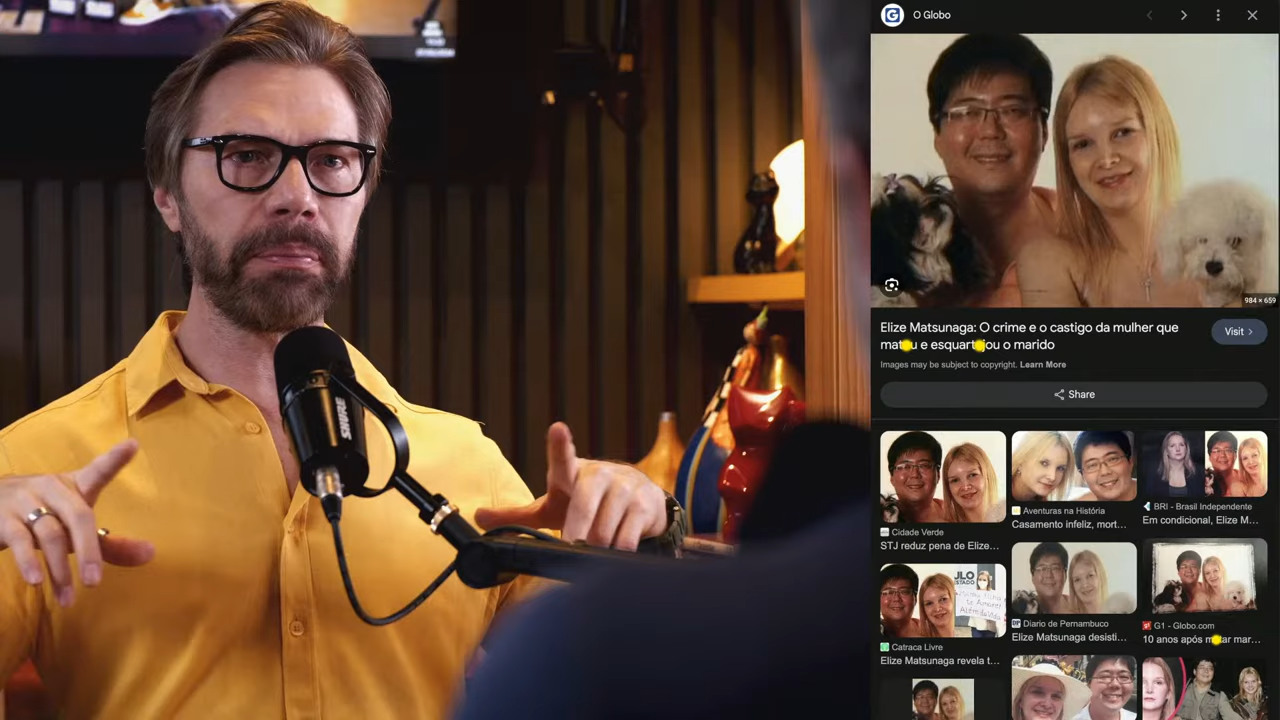 O Globo
984 × 659
Elize Matsunaga: O crime e o castigo da mulher que
matou e esquartejou o marido
Visit
Images may be subject to copyright. Learn More
Share
Cidade Verde
STJ reduz pena de Elize...
Aventuras na História
Casamento infeliz, mort...
BRI - Brasil Independente
Em condicional, Elize M...
Catraca Livre
Elize Matsunaga revela t...
Diario de Pernambuco
Elize Matsunaga desisti...
G1 - Globo.com
10 anos após matar mar...
SHURE